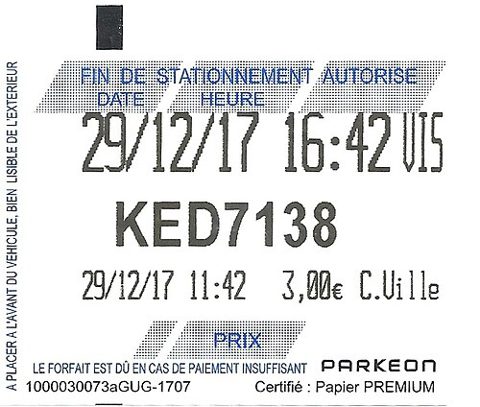 FIN DE STATIONNEMENT AUTORISE
DATE HEURE
29/12/17 16:42 VIS
KED7138
29/12/17 11:42 3,00€ C.Ville
PRIX
LE FORFAIT EST DÛ EN CAS DE PAIEMENT INSUFFISANT PARKEON
1000030073aGUG-1707 Certifié : Papier PREMIUM
A PLACER A L'AVANT DU VEHICULE, BIEN LISIBLE DE L'EXTERIEUR